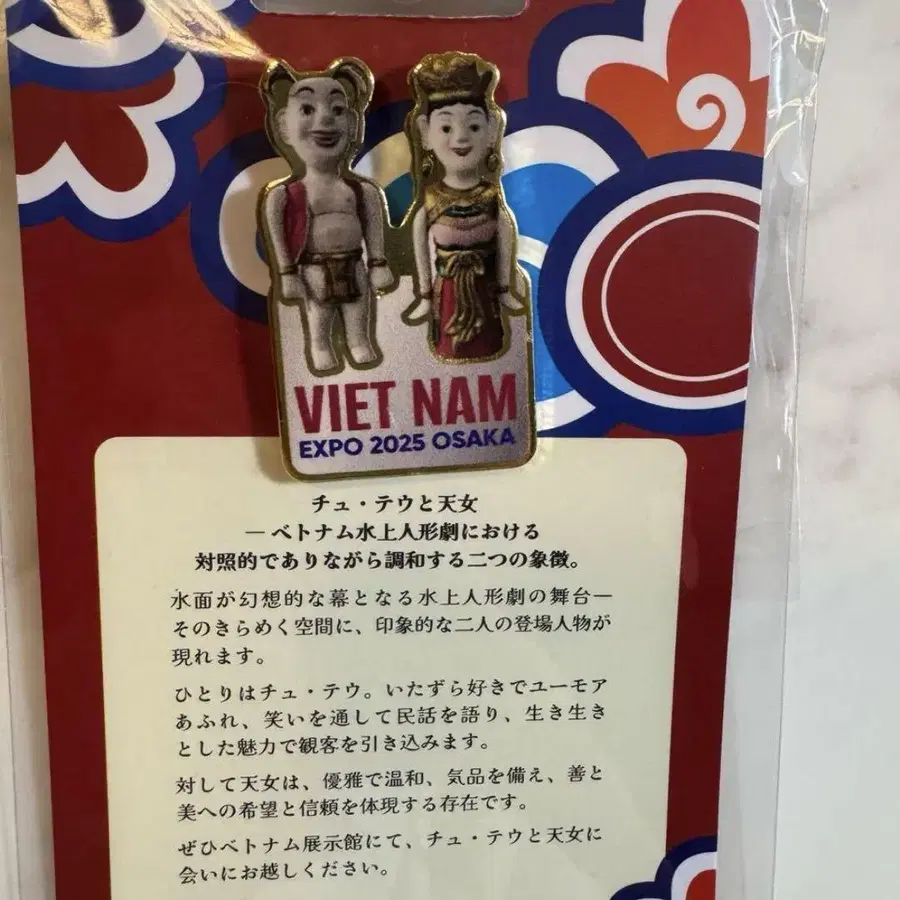 VIET NAM
EXPO 2025 OSAKA
チュ・テウと天女
― ベトナム水上人形劇における
対照的でありながら調和する二つの象徴。
水面が幻想的な幕となる水上人形劇の舞台―
そのきらめく空間に、印象的な二人の登場人物が
現れます。
ひとりはチュ・テウ。いたずら好きでユーモア
あふれ、笑いを通して民話を語り、生き生き
とした魅力で観客を引き込みます。
対して天女は、優雅で温和、気品を備え、善と
美への希望と信頼を体現する存在です。
ぜひベトナム展示館にて、チュ・テウと天女に
会いにお越しください。